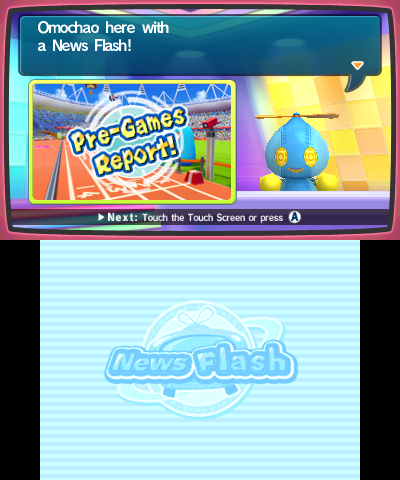 Omochao here with
a News Flash!
Pre-Games
Report!
Next: Touch the Touch Screen or press A
News Flash